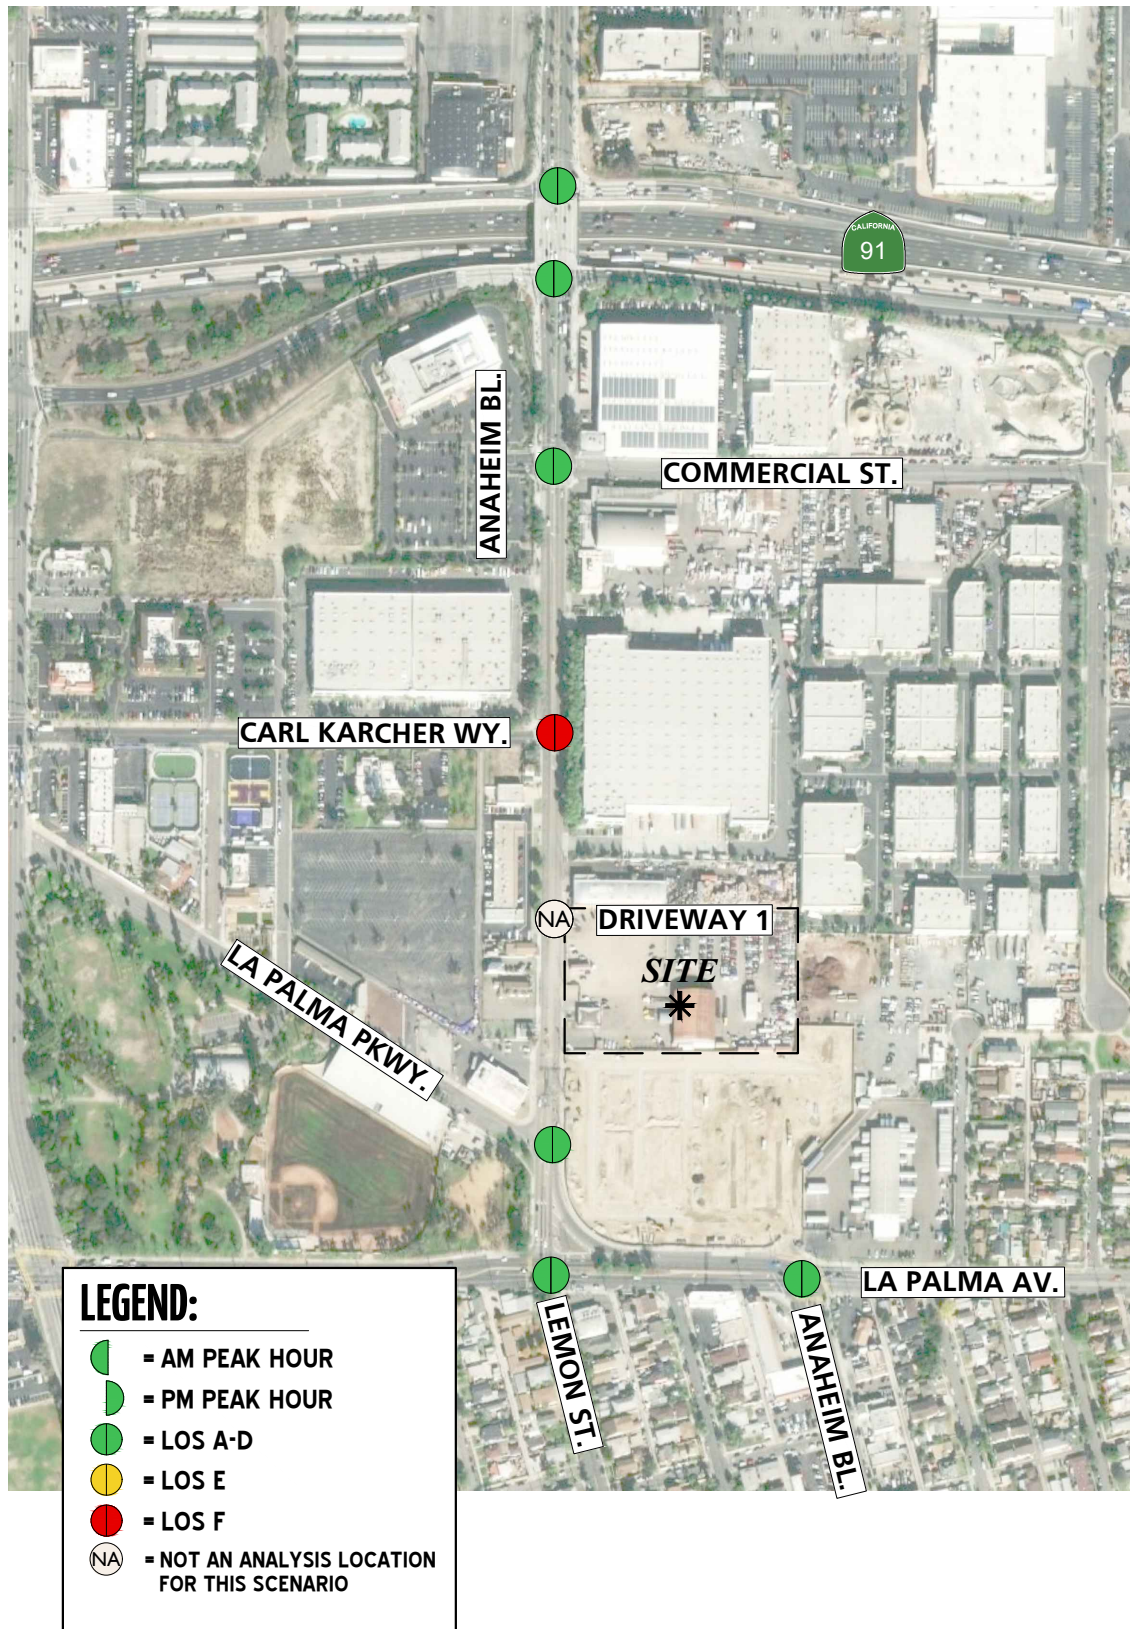 CALIFORNIA
91
ANAHEIM BL.
COMMERCIAL ST.
CARL KARCHER WY.
NA
DRIVEWAY 1
SITE
LA PALMA PKWY.
LA PALMA AV.
LEMON ST.
ANAHEIM BL.
LEGEND:
= AM PEAK HOUR
= PM PEAK HOUR
= LOS A-D
= LOS E
= LOS F
NA = NOT AN ANALYSIS LOCATION
FOR THIS SCENARIO